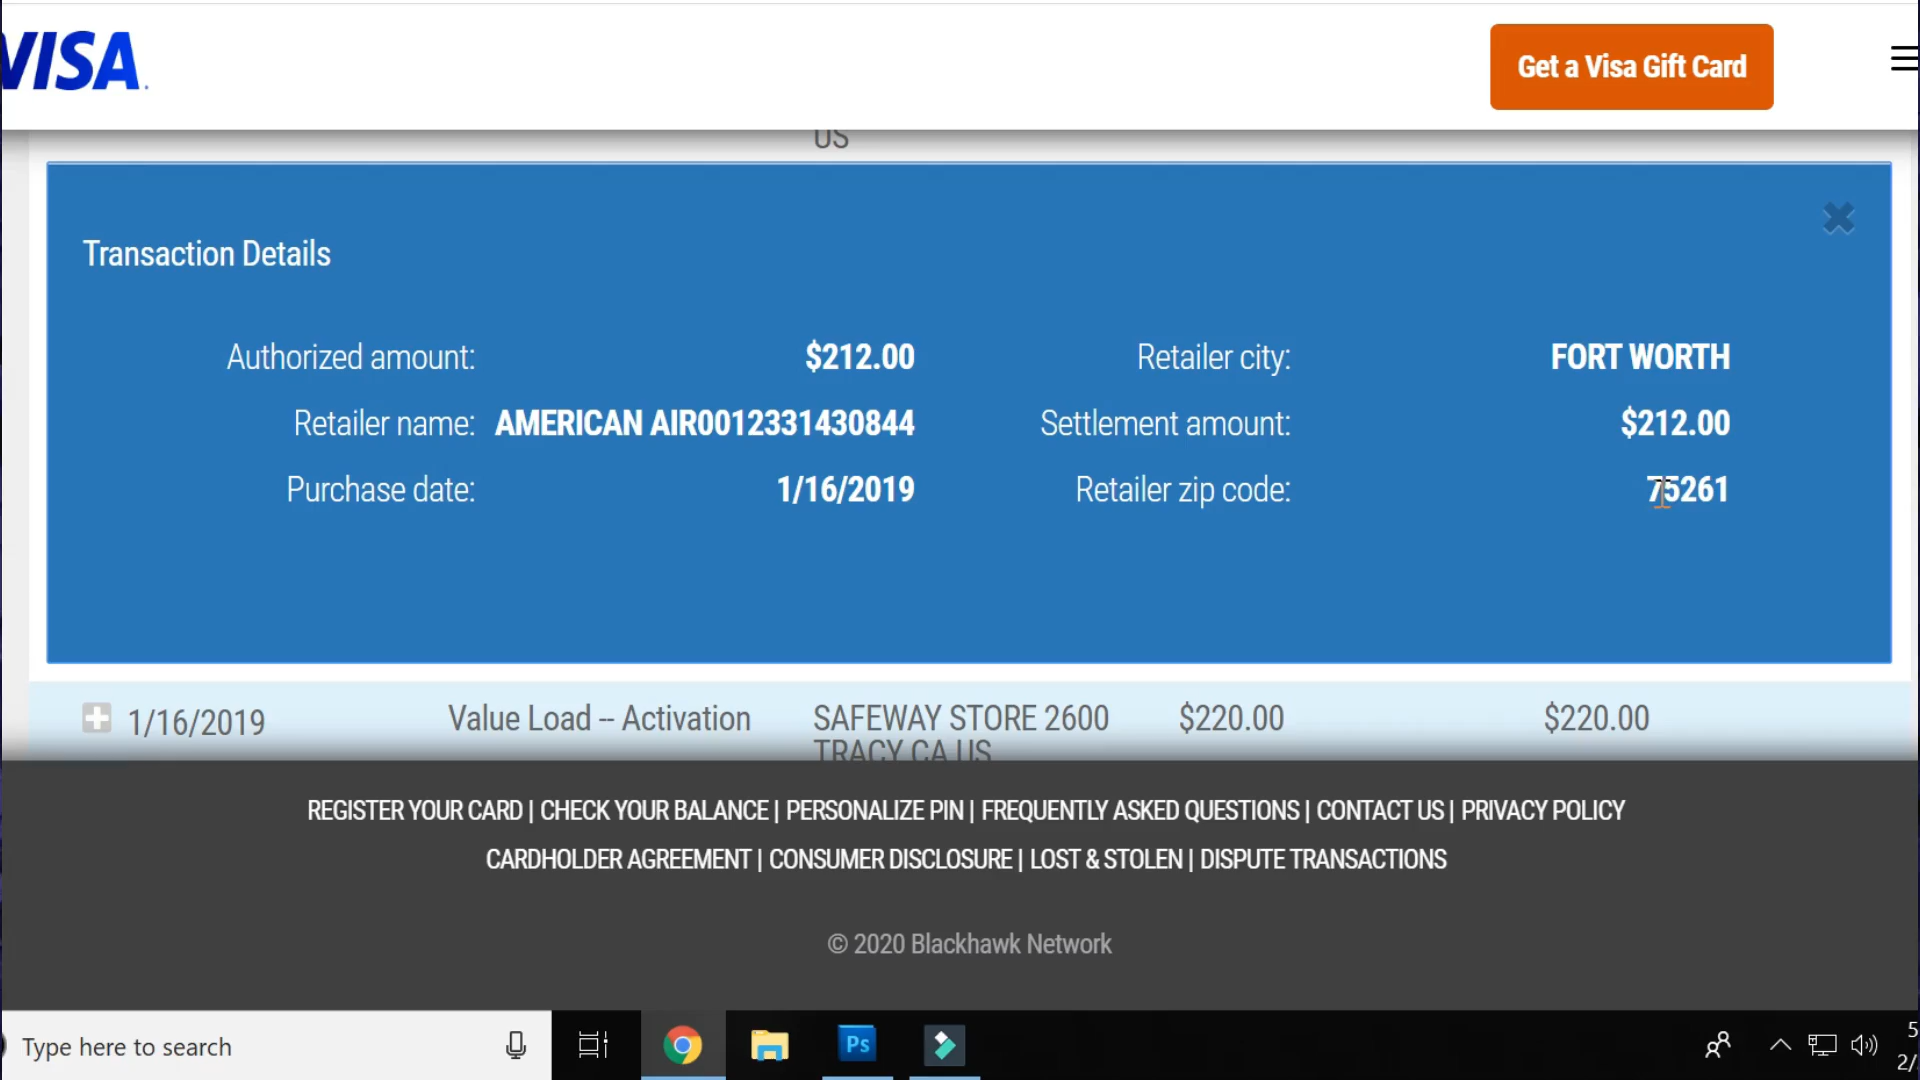 VISA
Get a Visa Gift Card
US
Transaction Details
Authorized amount: $212.00 Retailer city: FORT WORTH
Retailer name: AMERICAN AIR0012331430844 Settlement amount: $212.00
Purchase date: 1/16/2019 Retailer zip code: 75261
1/16/2019 Value Load -- Activation SAFEWAY STORE 2600 $220.00 $220.00
TRACY CA US
REGISTER YOUR CARD | CHECK YOUR BALANCE | PERSONALIZE PIN | FREQUENTLY ASKED QUESTIONS | CONTACT US | PRIVACY POLICY
CARDHOLDER AGREEMENT | CONSUMER DISCLOSURE | LOST & STOLEN | DISPUTE TRANSACTIONS
© 2020 Blackhawk Network
Type here to search
Ps
5
2/